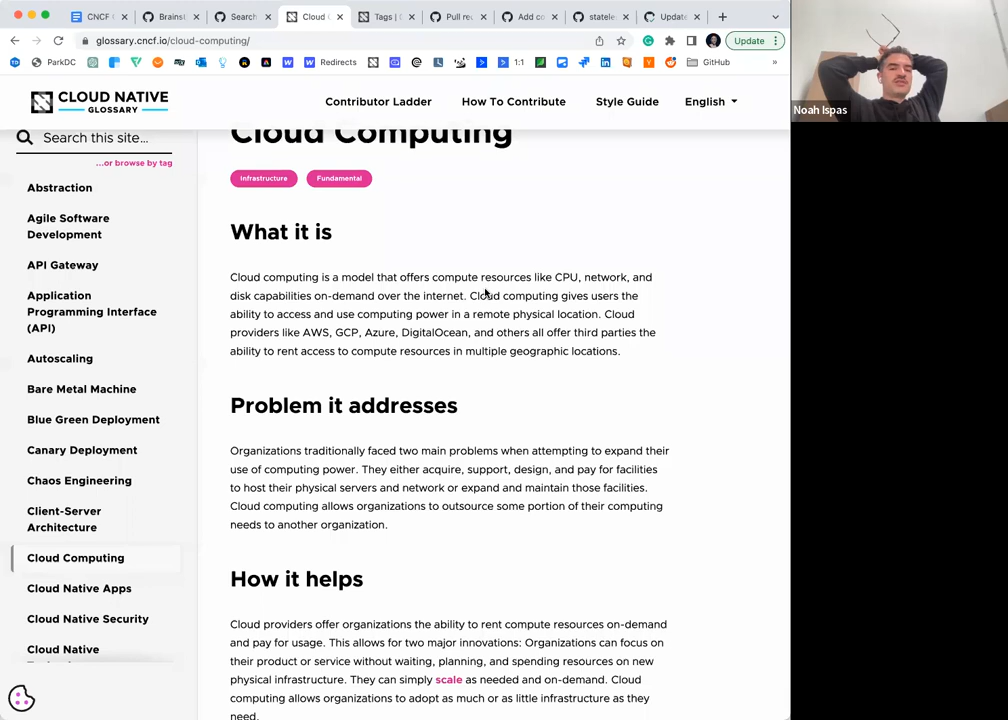 CNCF
Brainst
Search
Cloud
Tags |
Pull re
Add co
statele
Update
glossary.cncf.io/cloud-computing/
Update
ParkDC
Redirects
1:1
GitHub
CLOUD NATIVE
GLOSSARY
Contributor Ladder
How To Contribute
Style Guide
English
Noah Ispas
Search this site...
...or browse by tag
Abstraction
Agile Software
Development
API Gateway
Application
Programming Interface
(API)
Autoscaling
Bare Metal Machine
Blue Green Deployment
Canary Deployment
Chaos Engineering
Client-Server
Architecture
Cloud Computing
Cloud Native Apps
Cloud Native Security
Cloud Native
Cloud Computing
Infrastructure
Fundamental
What it is
Cloud computing is a model that offers compute resources like CPU, network, and
disk capabilities on-demand over the internet. Cloud computing gives users the
ability to access and use computing power in a remote physical location. Cloud
providers like AWS, GCP, Azure, DigitalOcean, and others all offer third parties the
ability to rent access to compute resources in multiple geographic locations.
Problem it addresses
Organizations traditionally faced two main problems when attempting to expand their
use of computing power. They either acquire, support, design, and pay for facilities
to host their physical servers and network or expand and maintain those facilities.
Cloud computing allows organizations to outsource some portion of their computing
needs to another organization.
How it helps
Cloud providers offer organizations the ability to rent compute resources on-demand
and pay for usage. This allows for two major innovations: Organizations can focus on
their product or service without waiting, planning, and spending resources on new
physical infrastructure. They can simply scale as needed and on-demand. Cloud
computing allows organizations to adopt as much or as little infrastructure as they
need.